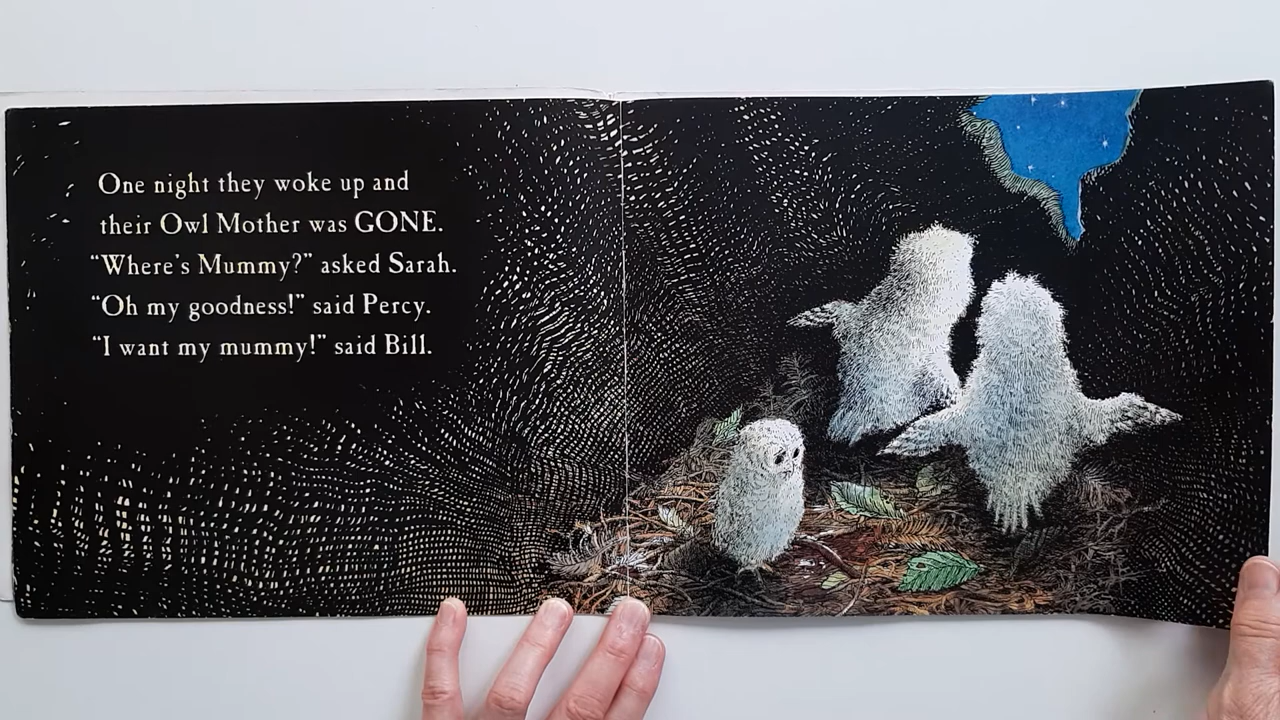 One night they woke up and
their Owl Mother was GONE.
“Where’s Mummy?” asked Sarah.
“Oh my goodness!” said Percy.
“I want my mummy!” said Bill.